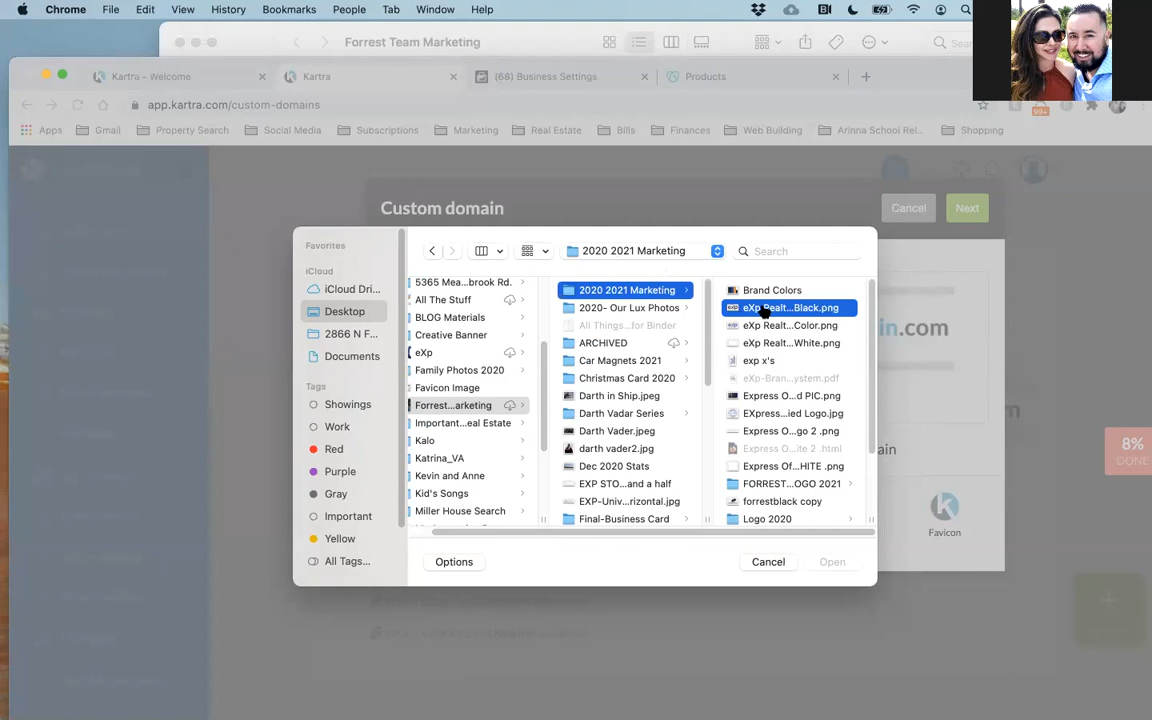 Chrome File Edit View History Bookmarks People Tab Window Help
Forrest Team Marketing
Sear
Kartra – Welcome
Kartra
(68) Business Settings
Products
app.kartra.com/custom-domains
99+
Apps Gmail Property Search Social Media Subscriptions Marketing Real Estate Bills Finances Web Building Arinna School Rel... Shopping
Custom domain
Cancel
Next
Favorites
iCloud
iCloud Dri...
Desktop
2866 N F...
Documents
Tags
Showings
Work
Red
Purple
Gray
Important
Yellow
All Tags...
2020 2021 Marketing
Search
5365 Mea...brook Rd.
All The Stuff
BLOG Materials
Creative Banner
eXp
Family Photos 2020
Favicon Image
Forrest...arketing
Important...eal Estate
Kalo
Katrina_VA
Kevin and Anne
Kid's Songs
Miller House Search
2020 2021 Marketing
2020- Our Lux Photos
All Things...for Binder
ARCHIVED
Car Magnets 2021
Christmas Card 2020
Darth in Ship.jpeg
Darth Vadar Series
Darth Vader.jpeg
darth vader2.jpg
Dec 2020 Stats
EXP STO...and a half
EXP-Univ...rizontal.jpg
Final-Business Card
Brand Colors
eXp Realt...Black.png
eXp Realt...Color.png
eXp Realt...White.png
exp x's
eXp-Bran...ystem.pdf
Express O...d PIC.png
EXpress...ied Logo.jpg
Express O...go 2 .png
Express O...ite 2 .html
Express Of...HITE .png
FORREST...OGO 2021
forrestblack copy
Logo 2020
Options
Cancel
Open
in.com
ain
m
Favicon
8%
DONE